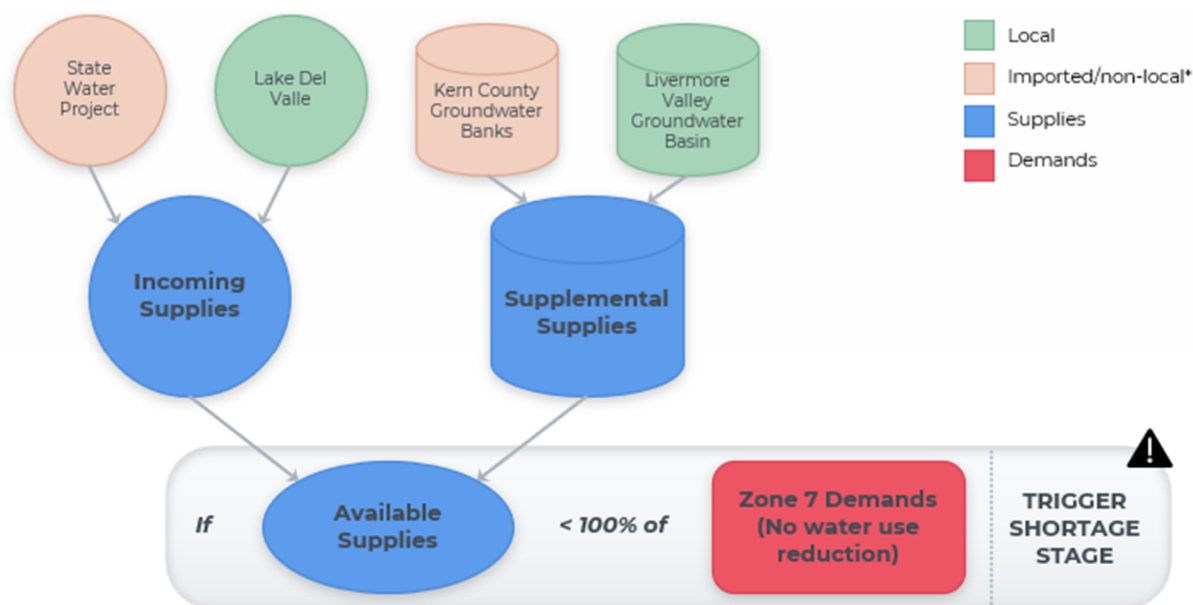 State
Water
Project
Lake Del
Valle
Kern County
Groundwater
Banks
Livermore
Valley
Groundwater
Basin
Local
Imported/non-local*
Supplies
Demands
Incoming
Supplies
Supplemental
Supplies
If
Available
Supplies
< 100% of
Zone 7 Demands
(No water use
reduction)
!
TRIGGER
SHORTAGE
STAGE